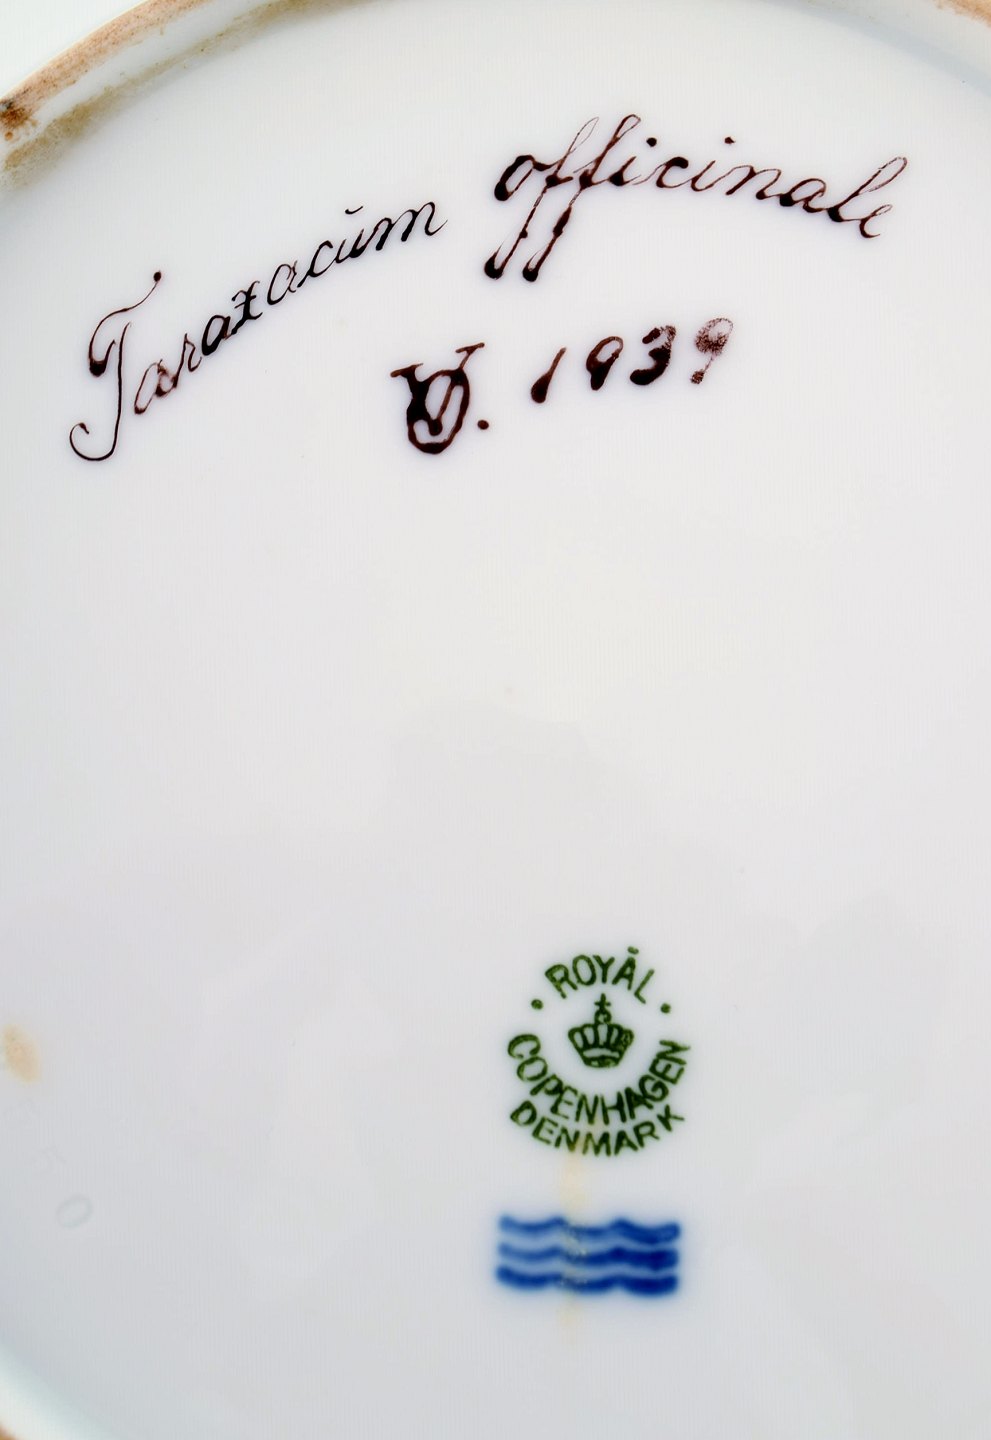 Taraxacum officinale
1939
ROYAL
COPENHAGEN
DENMARK